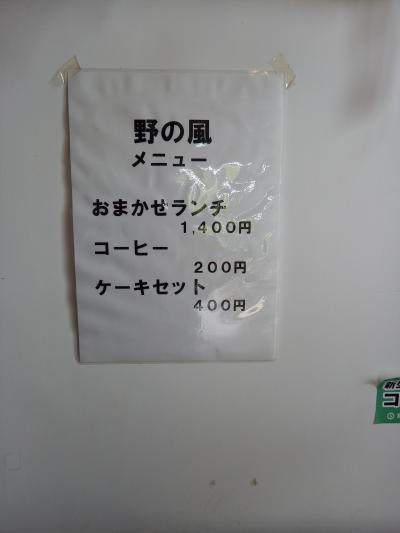 野の風
メニュー
おまかせランチ
1,400円
コーヒー
200円
ケーキセット
400円
コ